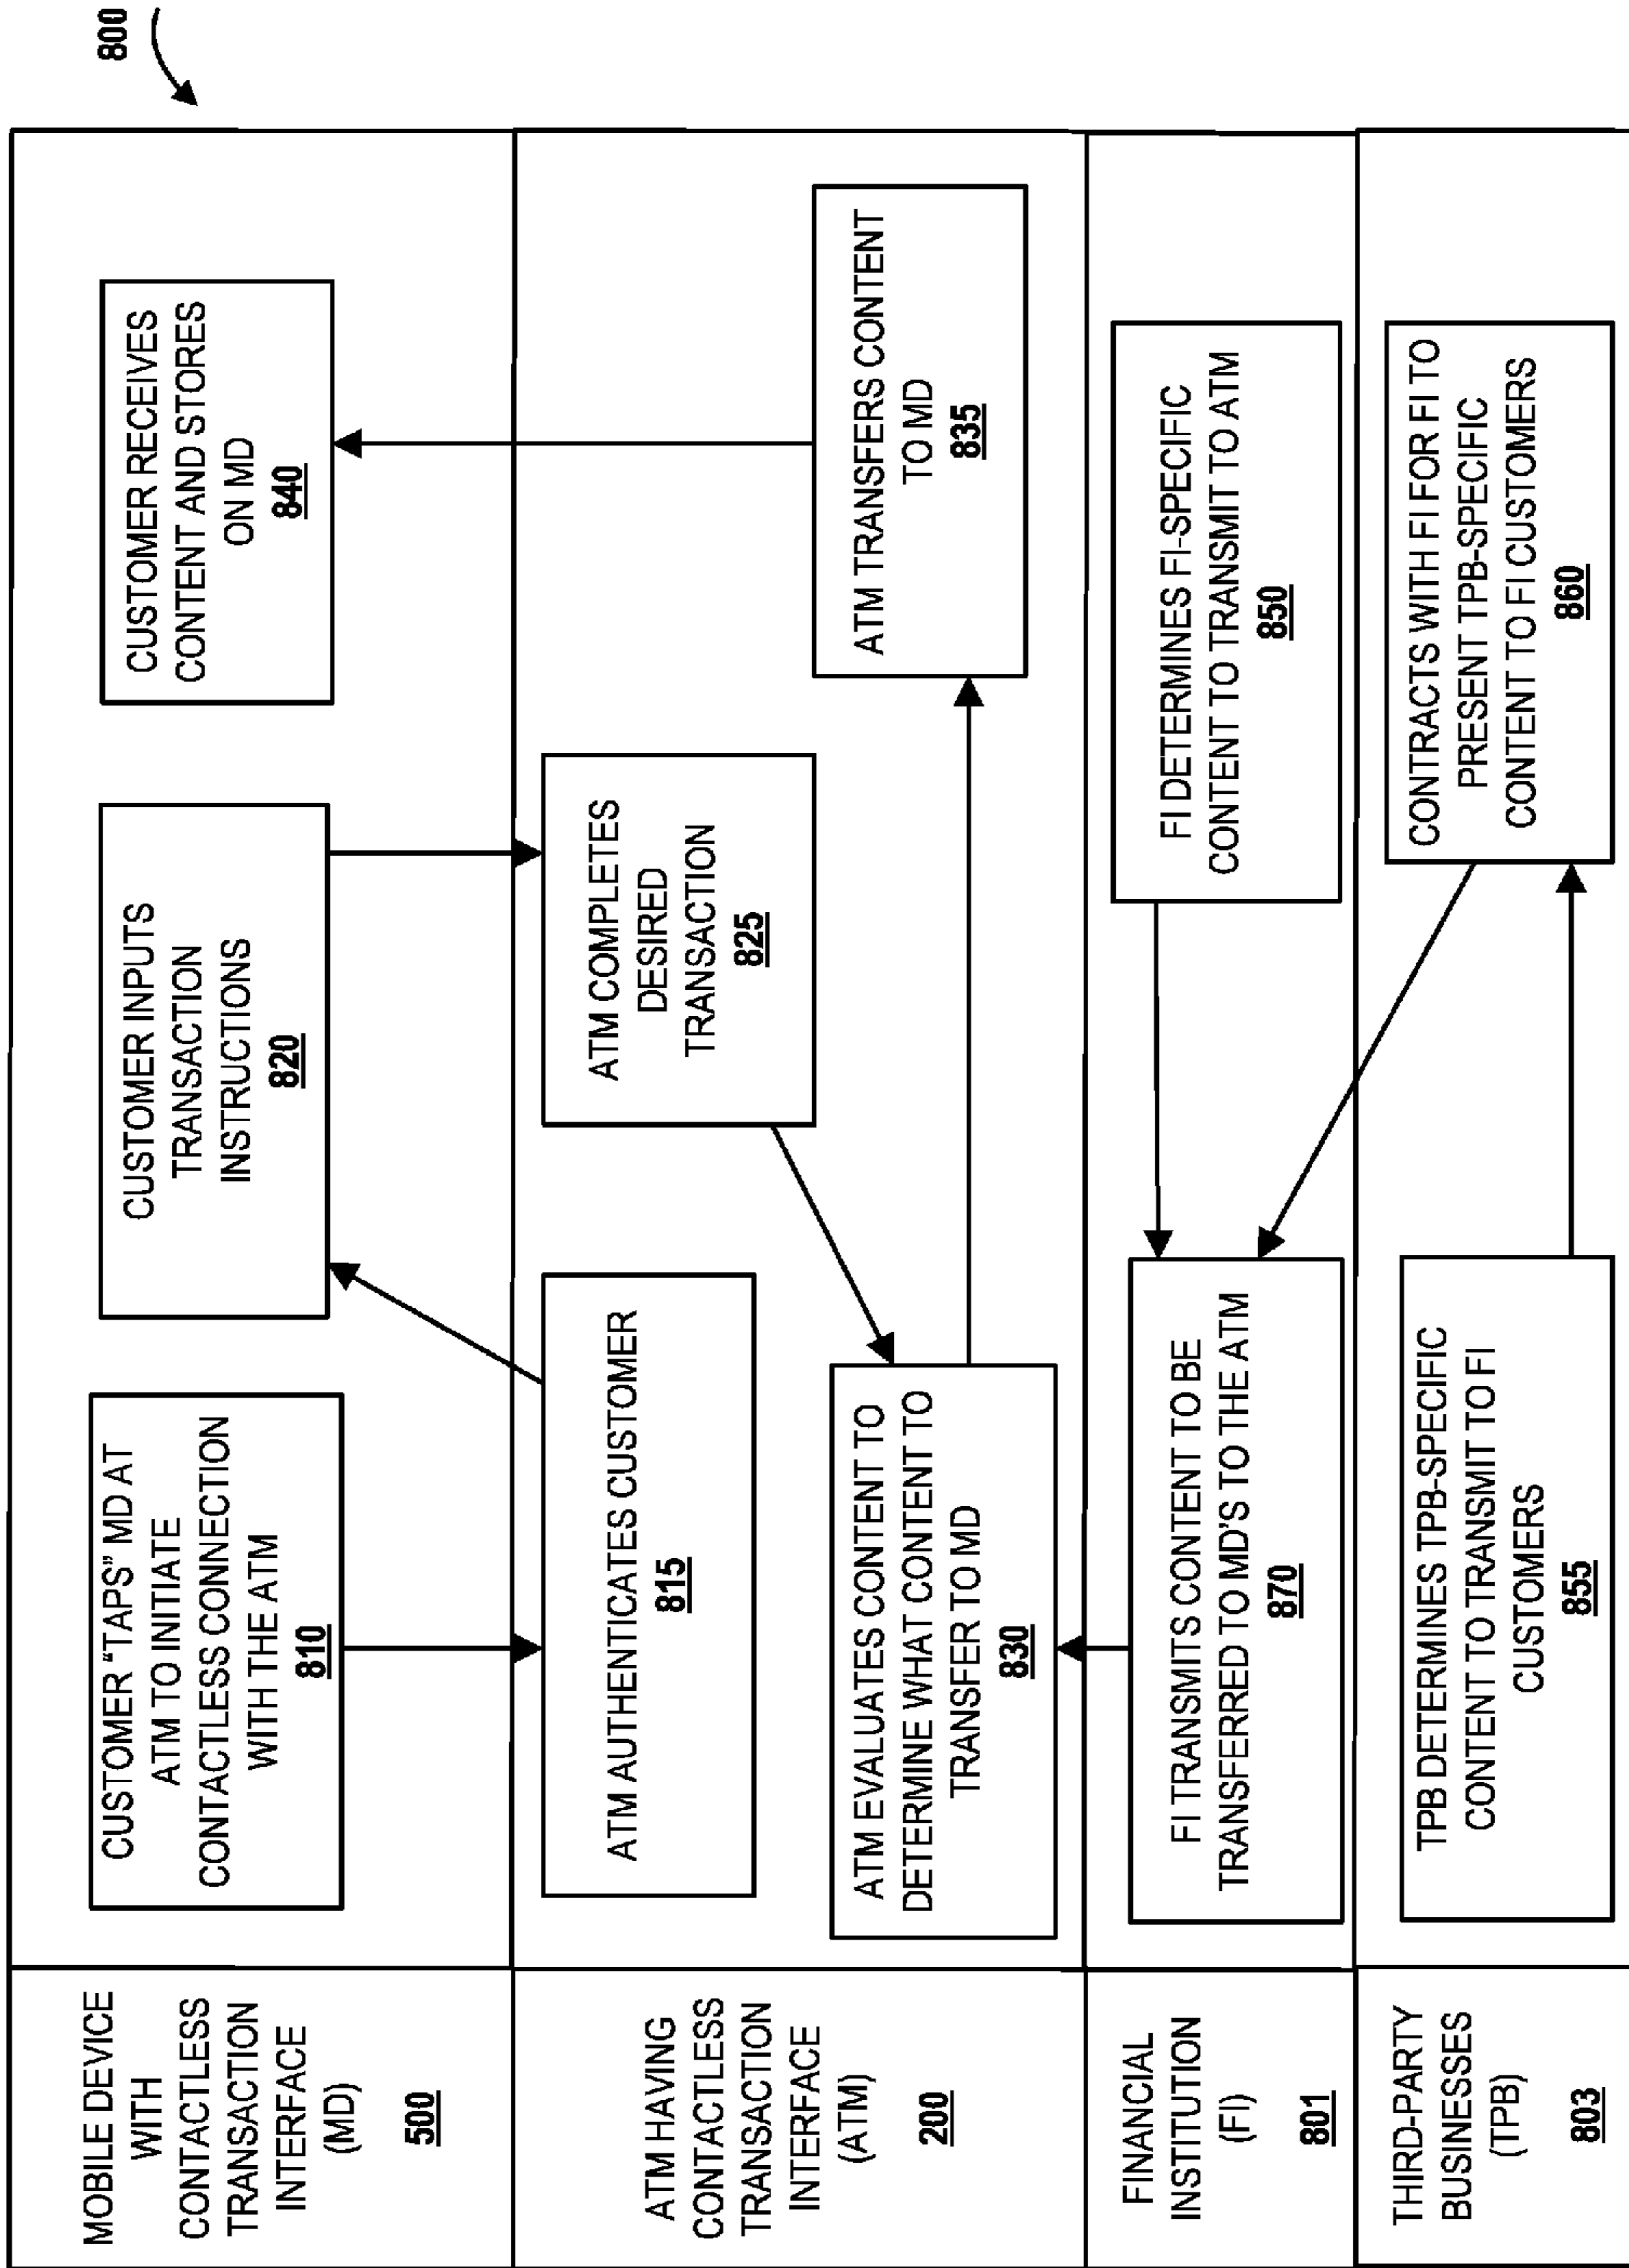 800
MOBILE DEVICE
WITH
CONTACTLESS
TRANSACTION
INTERFACE
(MD)
500
CUSTOMER "TAPS" MD AT
ATM TO INITIATE
CONTACTLESS CONNECTION
WITH THE ATM
810
CUSTOMER INPUTS
TRANSACTION
INSTRUCTIONS
820
CUSTOMER RECEIVES
CONTENT AND STORES
ON MD
840
ATM HAVING
CONTACTLESS
TRANSACTION
INTERFACE
(ATM)
200
ATM AUTHENTICATES CUSTOMER
815
ATM COMPLETES
DESIRED
TRANSACTION
825
ATM EVALUATES CONTENT TO
DETERMINE WHAT CONTENT TO
TRANSFER TO MD
830
ATM TRANSFERS CONTENT
TO MD
835
FINANCIAL
INSTITUTION
(FI)
801
FI TRANSMITS CONTENT TO BE
TRANSFERRED TO MD'S TO THE ATM
870
FI DETERMINES FI-SPECIFIC
CONTENT TO TRANSMIT TO ATM
850
THIRD-PARTY
BUSINESSES
(TPB)
803
TPB DETERMINES TPB-SPECIFIC
CONTENT TO TRANSMIT TO FI
CUSTOMERS
855
CONTRACTS WITH FI FOR FI TO
PRESENT TPB-SPECIFIC
CONTENT TO FI CUSTOMERS
860